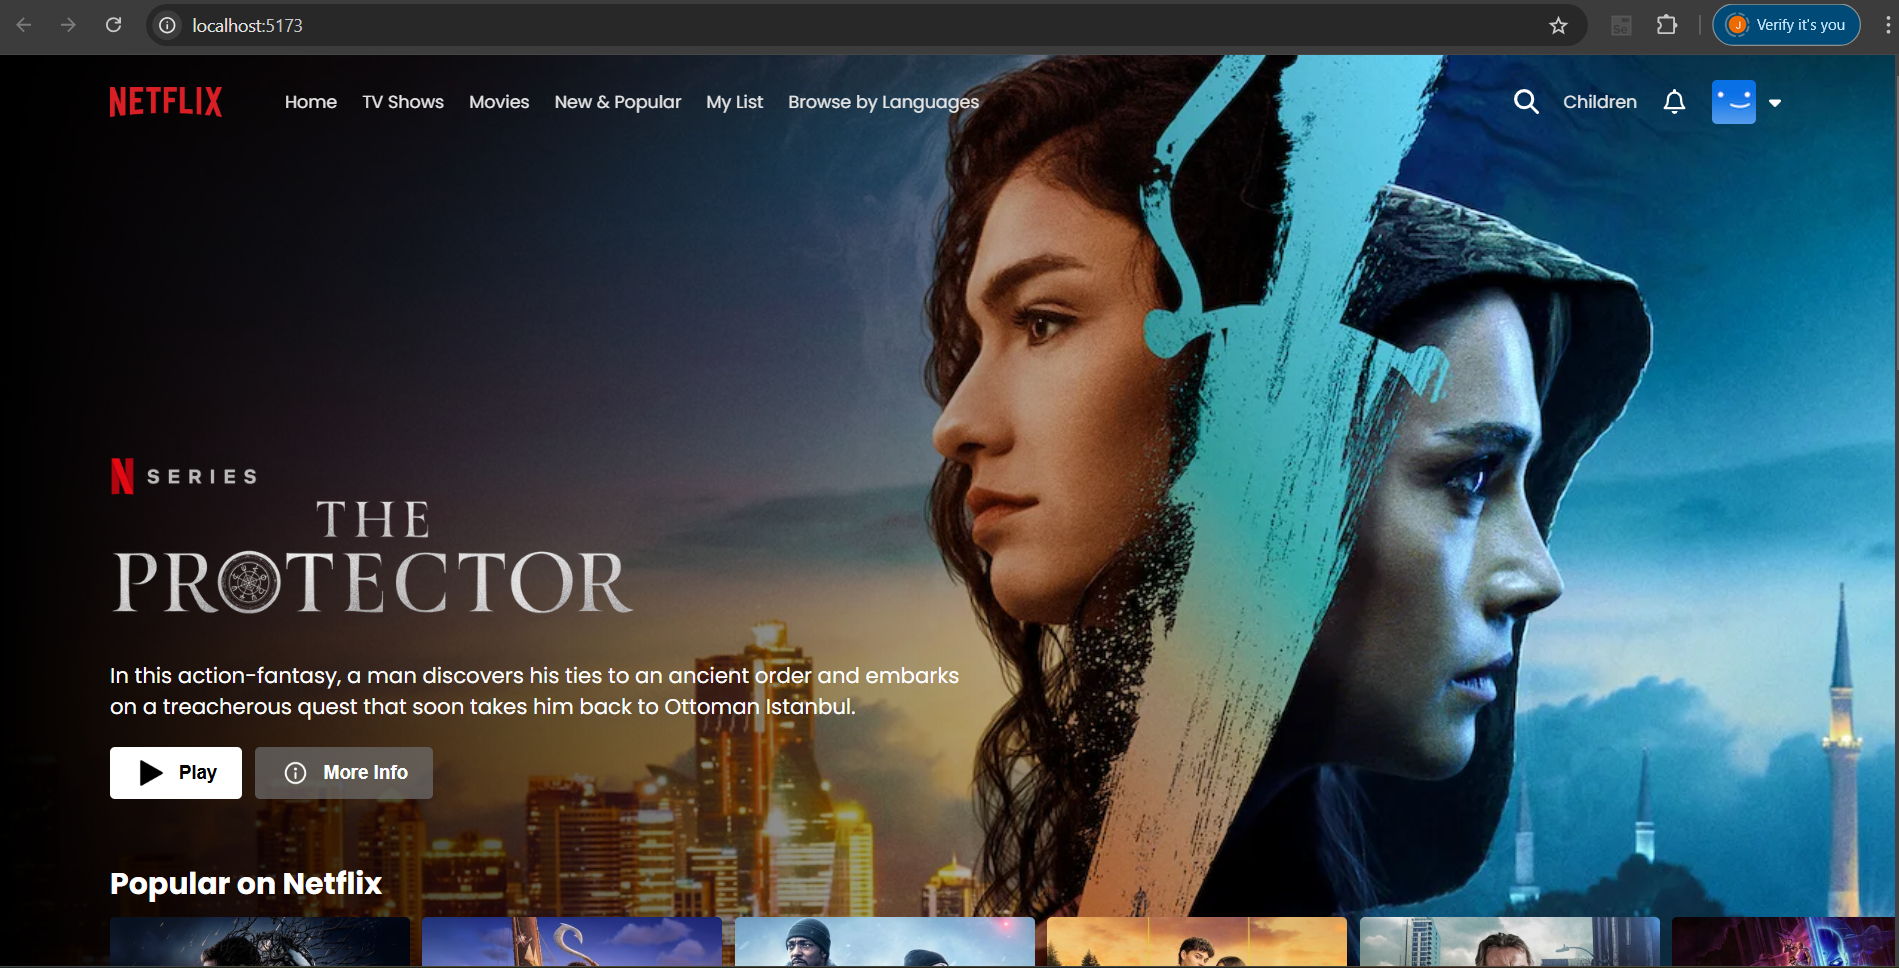 localhost:5173
J
Verify it's you
NETFLIX
Home
TV Shows
Movies
New & Popular
My List
Browse by Languages
Children
N SERIES
THE
PROTECTOR
In this action-fantasy, a man discovers his ties to an ancient order and embarks
on a treacherous quest that soon takes him back to Ottoman Istanbul.
Play
More Info
Popular on Netflix